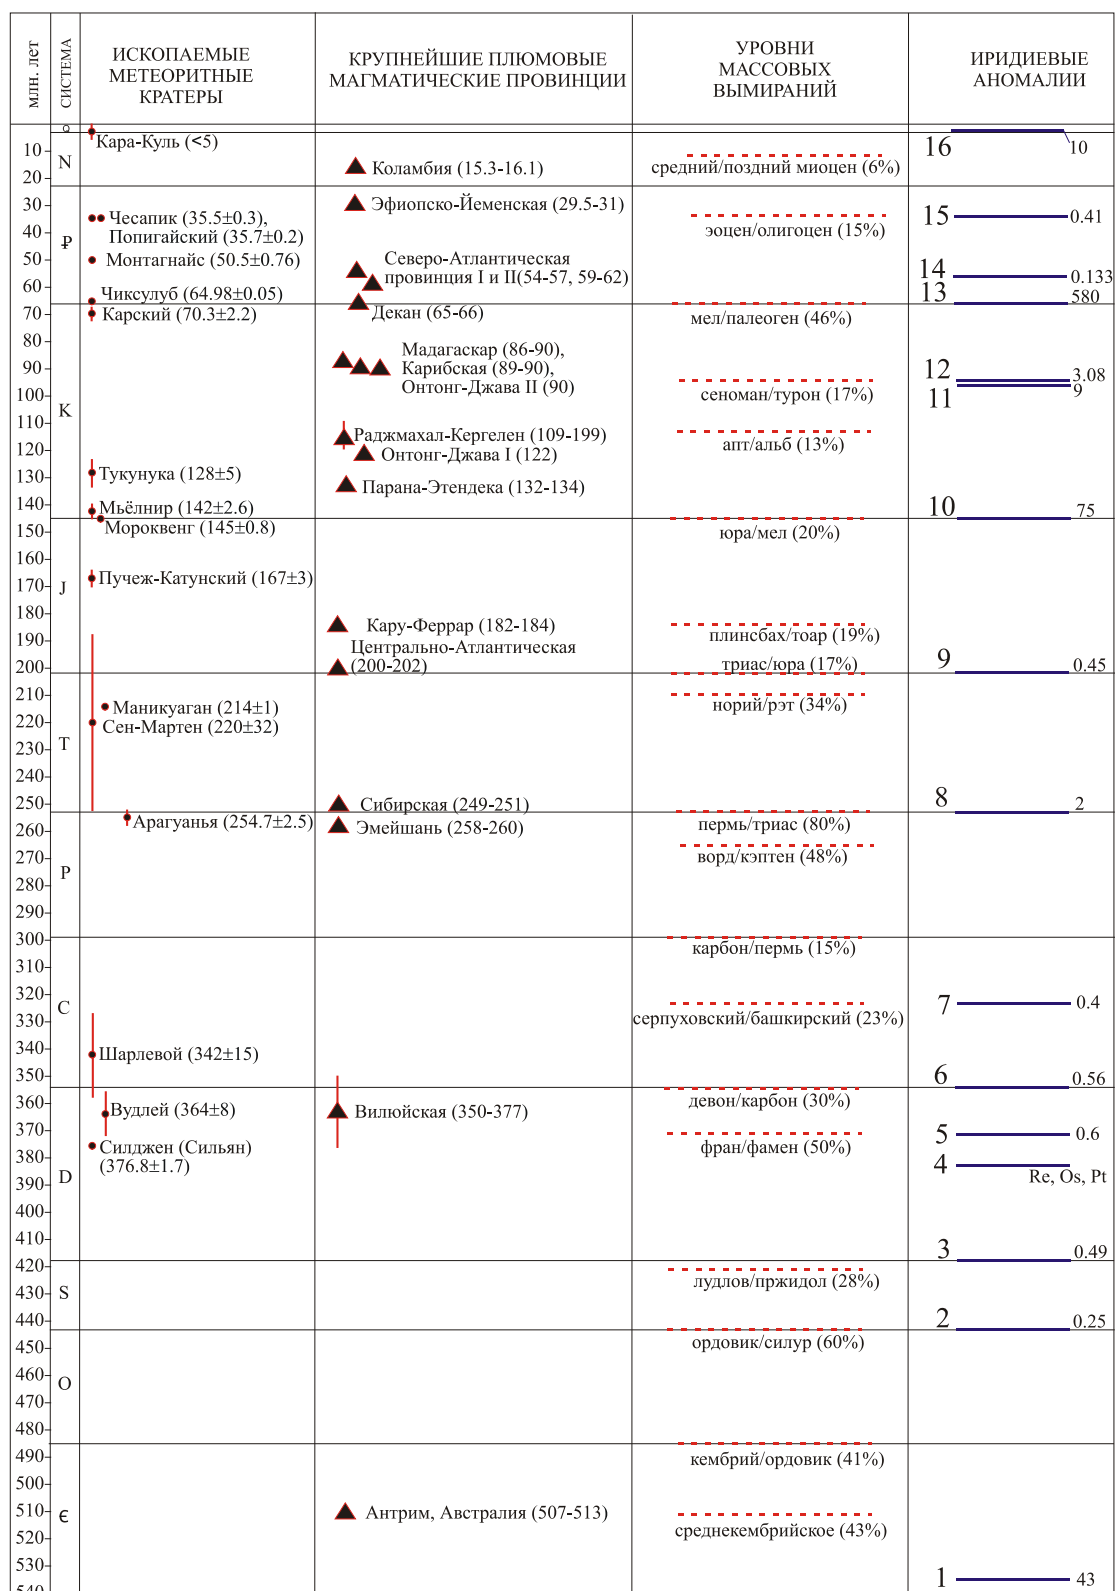 млн. лет
СИСТЕМА
ИСКОПАЕМЫЕ
МЕТЕОРИТНЫЕ
КРАТЕРЫ
КРУПНЕЙШИЕ ПЛЮМОВЫЕ
МАГМАТИЧЕСКИЕ ПРОВИНЦИИ
УРОВНИ
МАССОВЫХ
ВЫМИРАНИЙ
ИРИДИЕВЫЕ
АНОМАЛИИ
10
20
30
40
50
60
70
80
90
100
110
120
130
140
150
160
170
180
190
200
210
220
230
240
250
260
270
280
290
300
310
320
330
340
350
360
370
380
390
400
410
420
430
440
450
460
470
480
490
500
510
520
530
540
Q
N
₽
K
J
T
P
C
D
S
O
Є
Кара-Куль (<5)
Чесапик (35.5±0.3),
Попигайский (35.7±0.2)
Монтагнайс (50.5±0.76)
Чиксулуб (64.98±0.05)
Карский (70.3±2.2)
Тукунука (128±5)
Мьёлнир (142±2.6)
Мороквенг (145±0.8)
Пучеж-Катунский (167±3)
Маникуаган (214±1)
Сен-Мартен (220±32)
Арагуанья (254.7±2.5)
Шарлевой (342±15)
Вудлей (364±8)
Силджен (Сильян)
(376.8±1.7)
Коламбия (15.3-16.1)
Эфиопско-Йеменская (29.5-31)
Северо-Атлантическая
провинция I и II(54-57, 59-62)
Декан (65-66)
Мадагаскар (86-90),
Карибская (89-90),
Онтонг-Джава II (90)
Раджмахал-Кергелен (109-199)
Онтонг-Джава I (122)
Парана-Этендека (132-134)
Кару-Феррар (182-184)
Центрально-Атлантическая
(200-202)
Сибирская (249-251)
Эмейшань (258-260)
Вилюйская (350-377)
Антрим, Австралия (507-513)
средний/поздний миоцен (6%)
эоцен/олигоцен (15%)
мел/палеоген (46%)
сеноман/турон (17%)
апт/альб (13%)
юра/мел (20%)
плинсбах/тоар (19%)
триас/юра (17%)
норий/рэт (34%)
пермь/триас (80%)
ворд/кэптен (48%)
карбон/пермь (15%)
серпуховский/башкирский (23%)
девон/карбон (30%)
фран/фамен (50%)
лудлов/пржидол (28%)
ордовик/силур (60%)
кембрий/ордовик (41%)
среднекембрийское (43%)
16 10
15 0.41
14 0.133
13 580
12 3.08
11 9
10 75
9 0.45
8 2
7 0.4
6 0.56
5 0.6
4 Re, Os, Pt
3 0.49
2 0.25
1 43